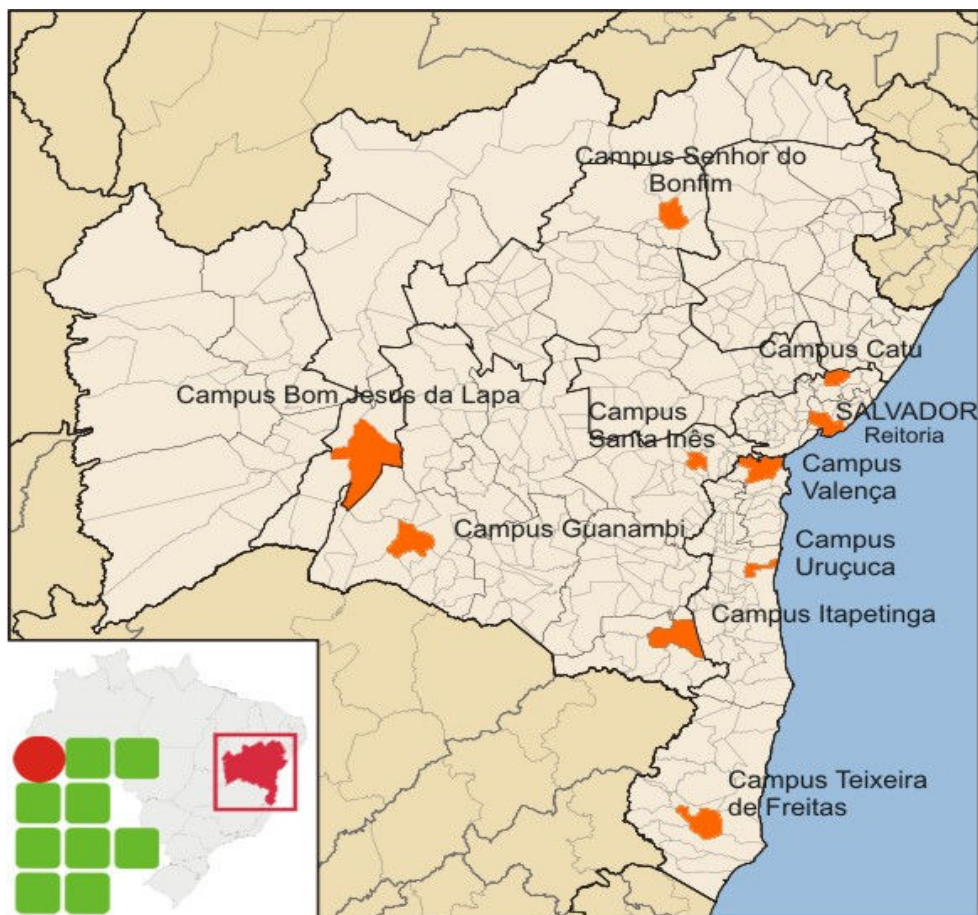 Campus Senhor do
Bonfim
Campus Catu
Campus Bom Jesus da Lapa
Campus
Santa Inês
SALVADOR
Reitoria
Campus
Valença
Campus Guanambi
Campus
Uruçuca
Campus Itapetinga
Campus Teixeira
de Freitas